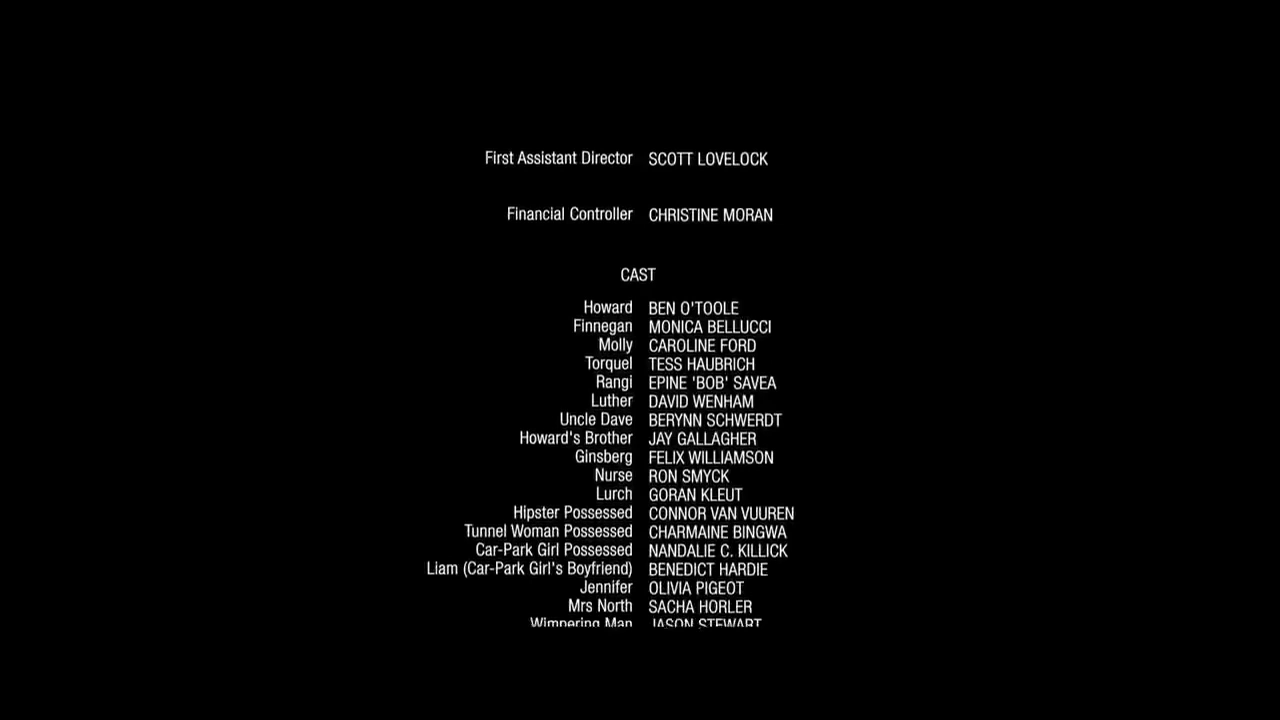 First Assistant Director SCOTT LOVELOCK
Financial Controller CHRISTINE MORAN
CAST
Howard BEN O'TOOLE
Finnegan MONICA BELLUCCI
Molly CAROLINE FORD
Torquel TESS HAUBRICH
Rangi EPINE 'BOB' SAVEA
Luther DAVID WENHAM
Uncle Dave BERYNN SCHWERDT
Howard's Brother JAY GALLAGHER
Ginsberg FELIX WILLIAMSON
Nurse RON SMYCK
Lurch GORAN KLEUT
Hipster Possessed CONNOR VAN VUUREN
Tunnel Woman Possessed CHARMAINE BINGWA
Car-Park Girl Possessed NANDALIE C. KILLICK
Liam (Car-Park Girl's Boyfriend) BENEDICT HARDIE
Jennifer OLIVIA PIGEOT
Mrs North SACHA HORLER
Wimpering Man JASON STEWART